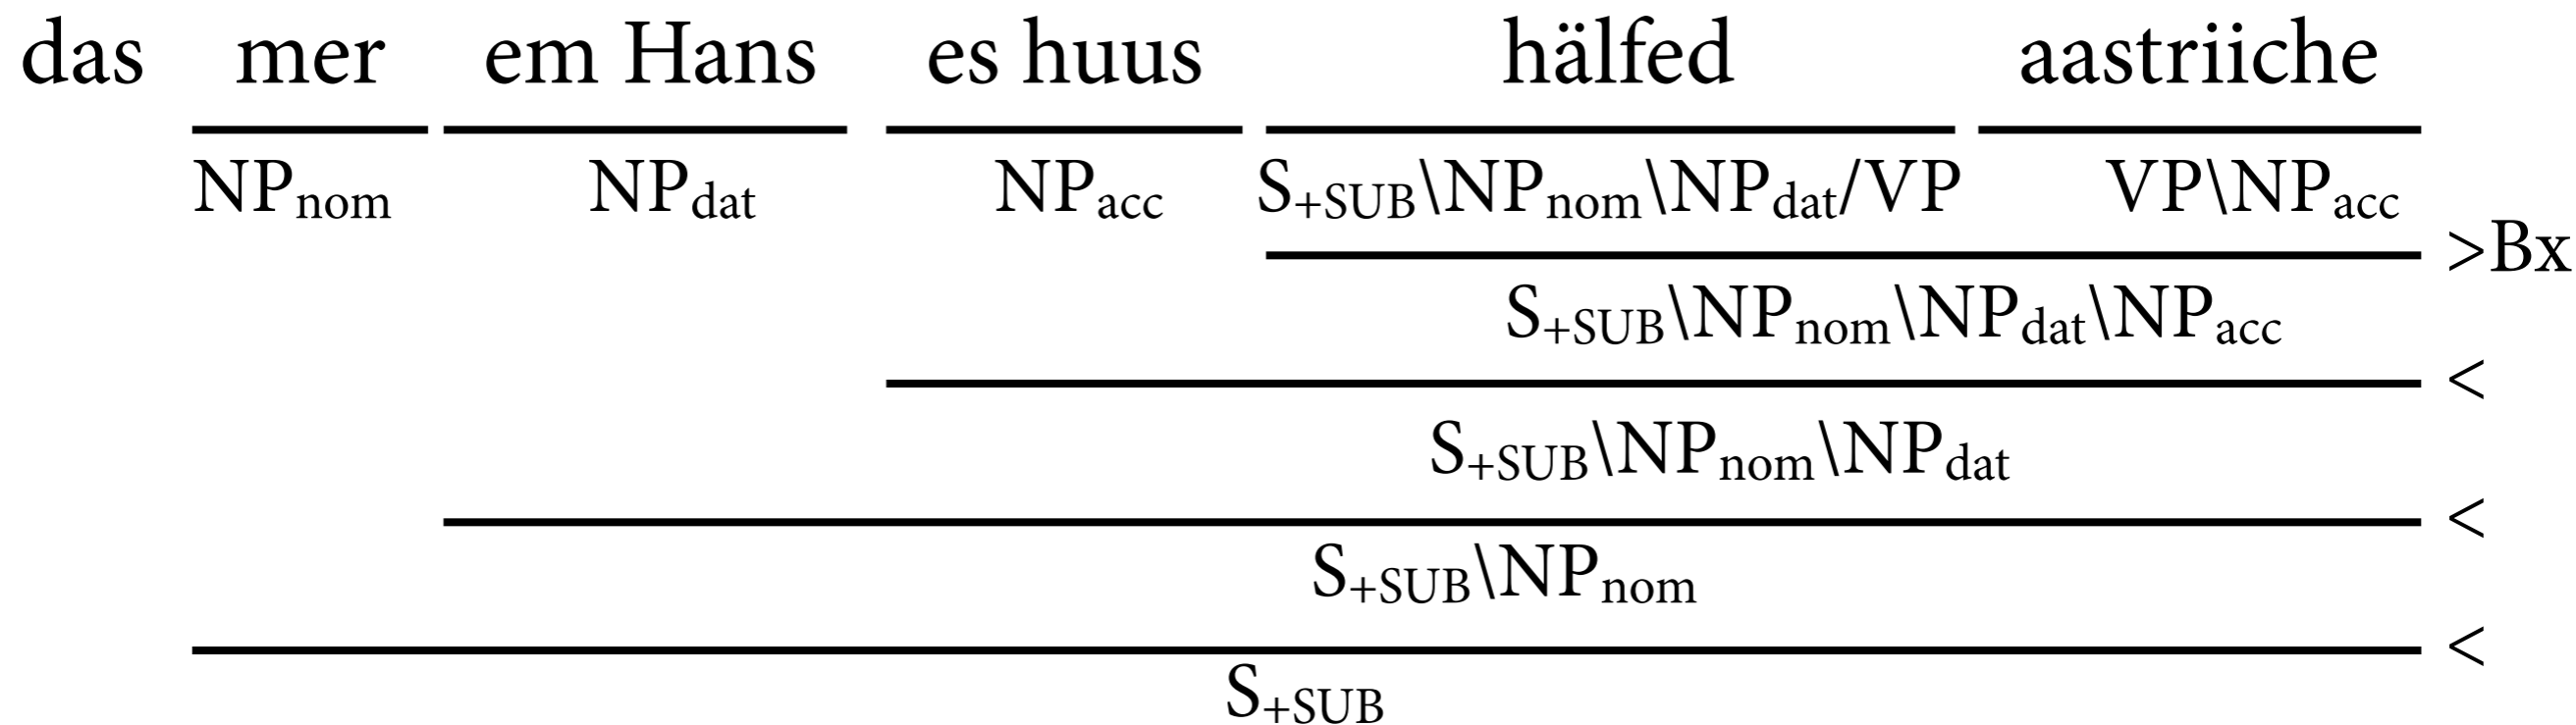 das mer em Hans es huus hälfed aastriiche
NPnom NPdat NPacc S+SUB\NPnom\NPdat/VP VP\NPacc
>Bx
S+SUB\NPnom\NPdat\NPacc
<
S+SUB\NPnom\NPdat
<
S+SUB\NPnom
<
S+SUB